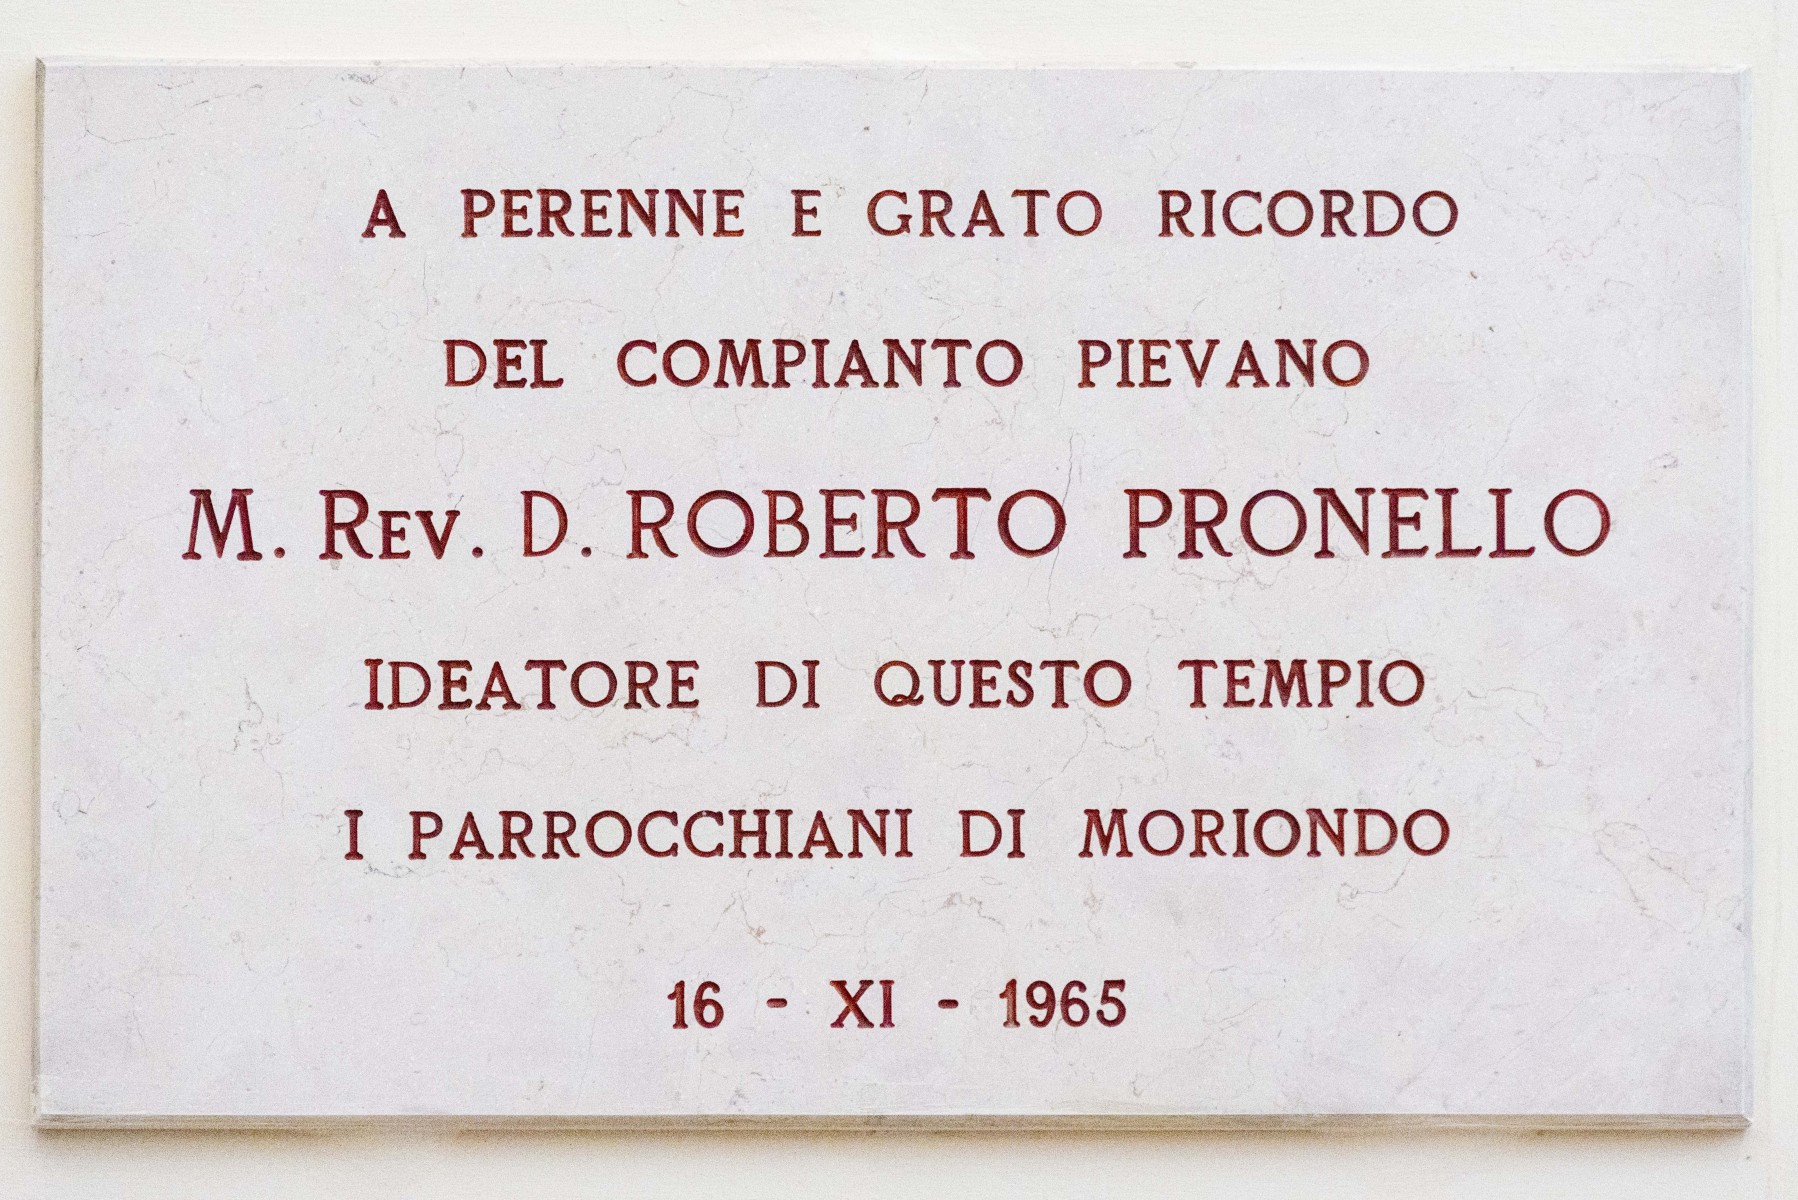 A PERENNE E GRATO RICORDO
DEL COMPIANTO PIEVANO
M. REV. D. ROBERTO PRONELLO
IDEATORE DI QUESTO TEMPIO
I PARROCCHIANI DI MORIONDO
16 - XI - 1965